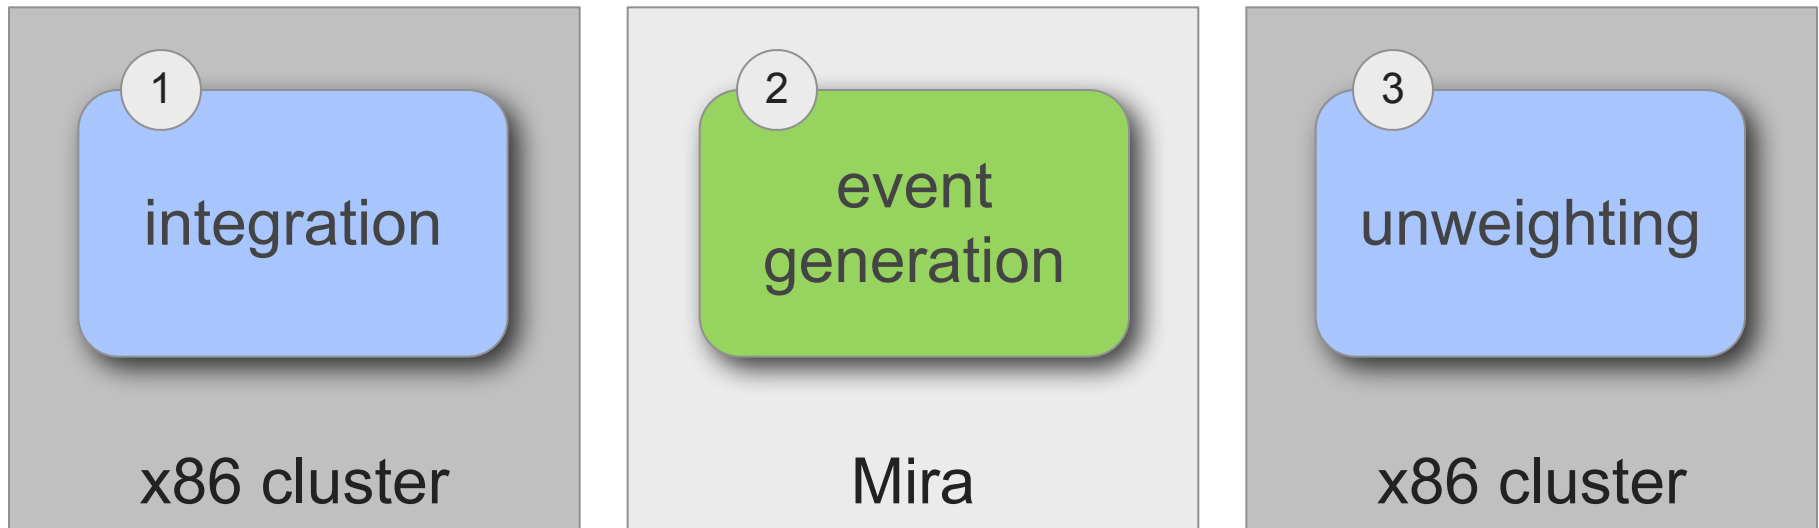 1
integration
x86 cluster
2
event
generation
Mira
3
unweighting
x86 cluster